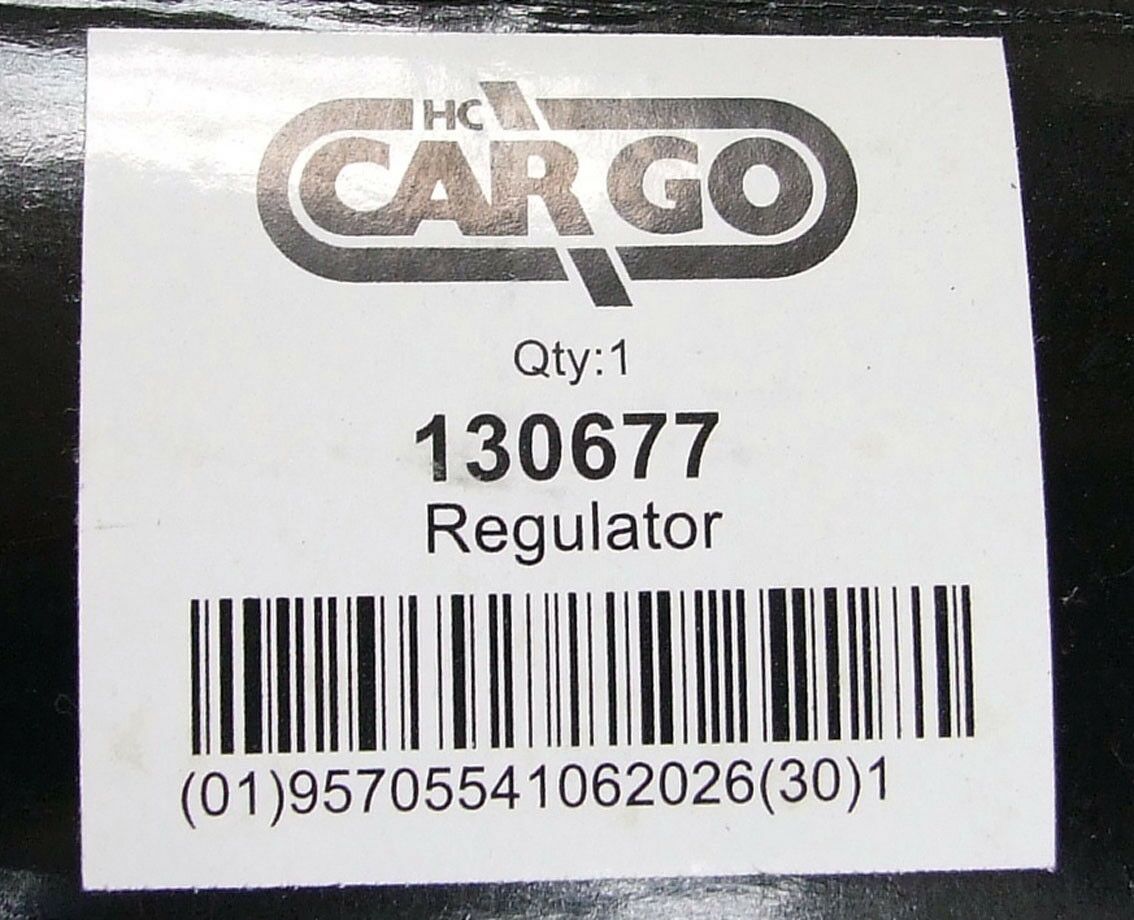 HC
CARGO
Qty:1
130677
Regulator
(01)95705541062026(30)1